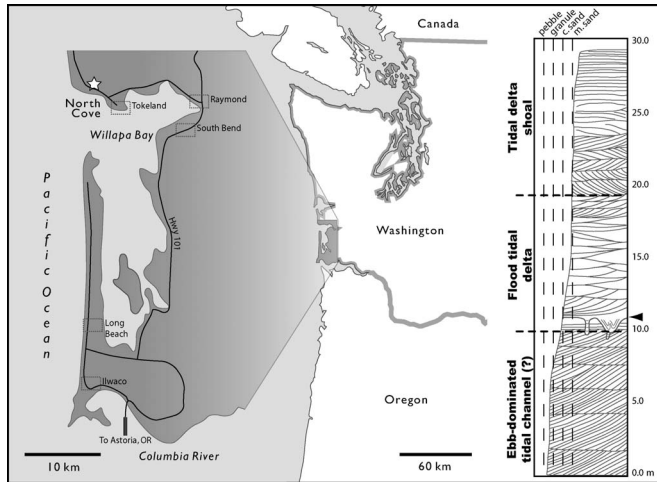 Canada
North
Cove
Tokeland
Raymond
Willapa Bay
South Bend
Hwy 101
Pacific Ocean
Long
Beach
Ilwaco
To Astoria, OR
Columbia River
10 km
Washington
Oregon
60 km
pebble
granule
c. sand
m. sand
30.0
25.0
20.0
15.0
10.0
5.0
0.0 m
Tidal delta
shoal
Flood tidal
delta
Ebb-dominated
tidal channel (?)